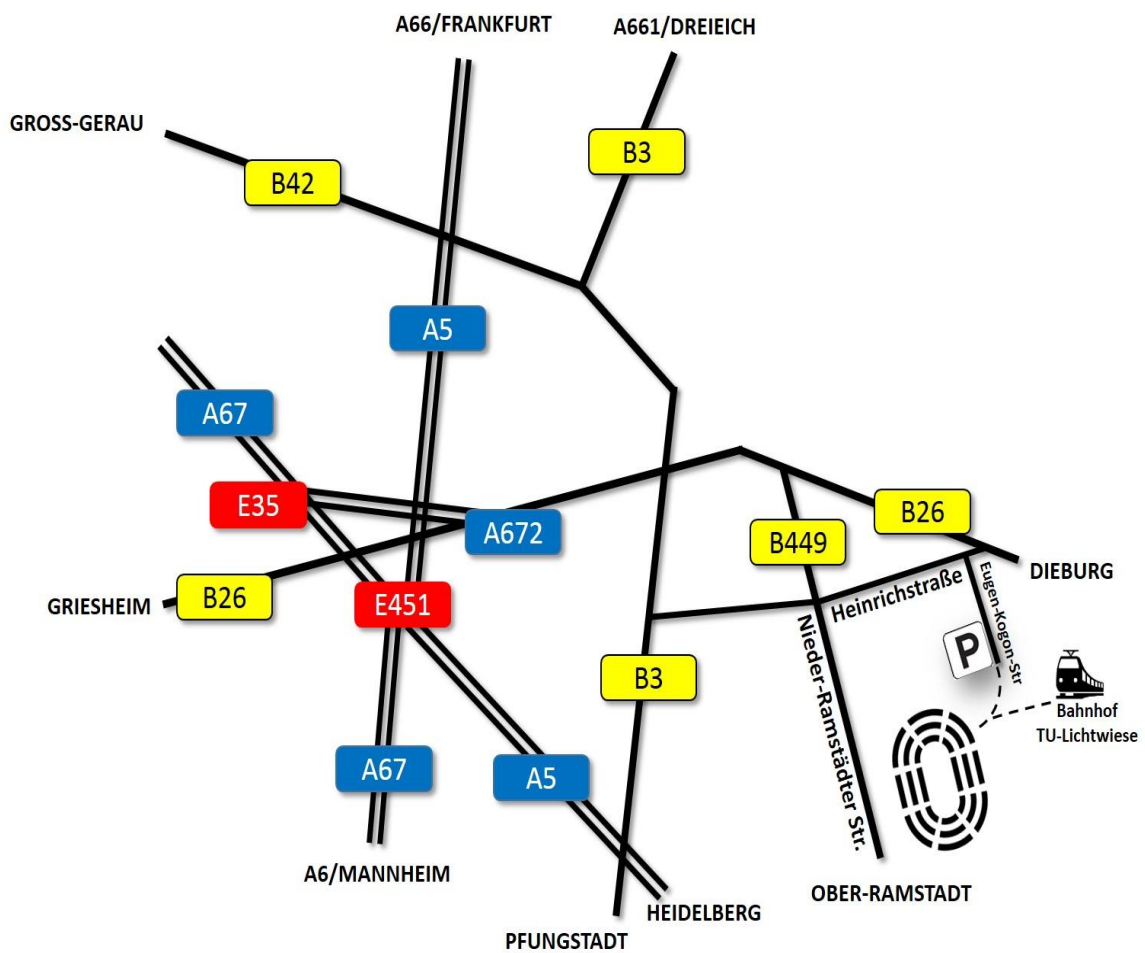 A66/FRANKFURT
A661/DREIEICH
GROSS-GERAU
B3
B42
A5
A67
E35
B26
A672
B449
DIEBURG
GRIESHEIM
B26
E451
Heinrichstraße
Eugen-Kogon-Str
P
B3
Nieder-Ramstädter Str.
Bahnhof
TU-Lichtwiese
A67
A5
A6/MANNHEIM
OBER-RAMSTADT
HEIDELBERG
PFUNGSTADT